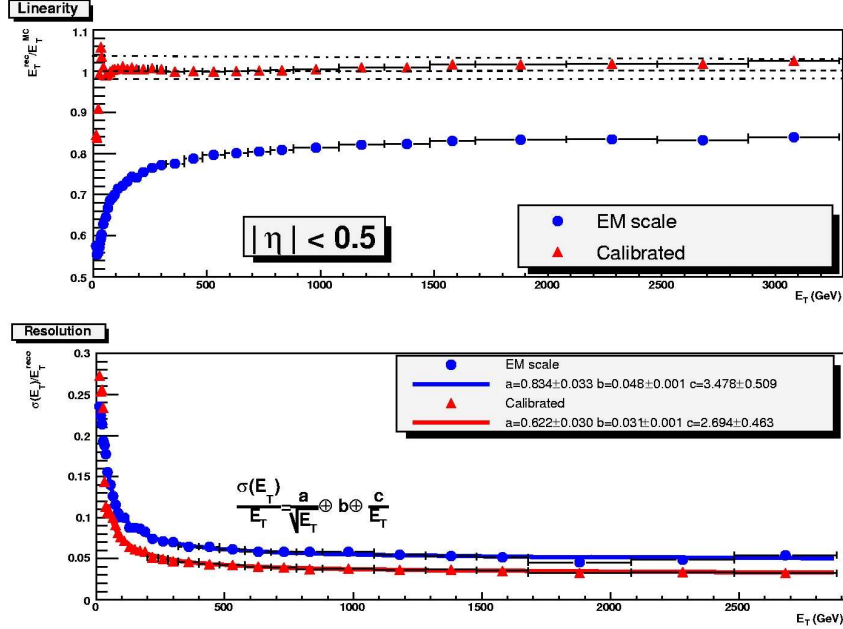 Linearity
E_T^rec/E_T^MC
1.1
1
0.9
0.8
0.7
0.6
0.5
| η | < 0.5
EM scale
Calibrated
0 500 1000 1500 2000 2500 3000
E_T (GeV)
Resolution
σ(E_T)/E_T^reco
0.3
0.25
0.2
0.15
0.1
0.05
0
EM scale
a=0.834±0.033 b=0.048±0.001 c=3.478±0.509
Calibrated
a=0.622±0.030 b=0.031±0.001 c=2.694±0.463
σ(E_T)/E_T = a/√E_T ⊕ b ⊕ c/E_T
0 500 1000 1500 2000 2500
E_T (GeV)